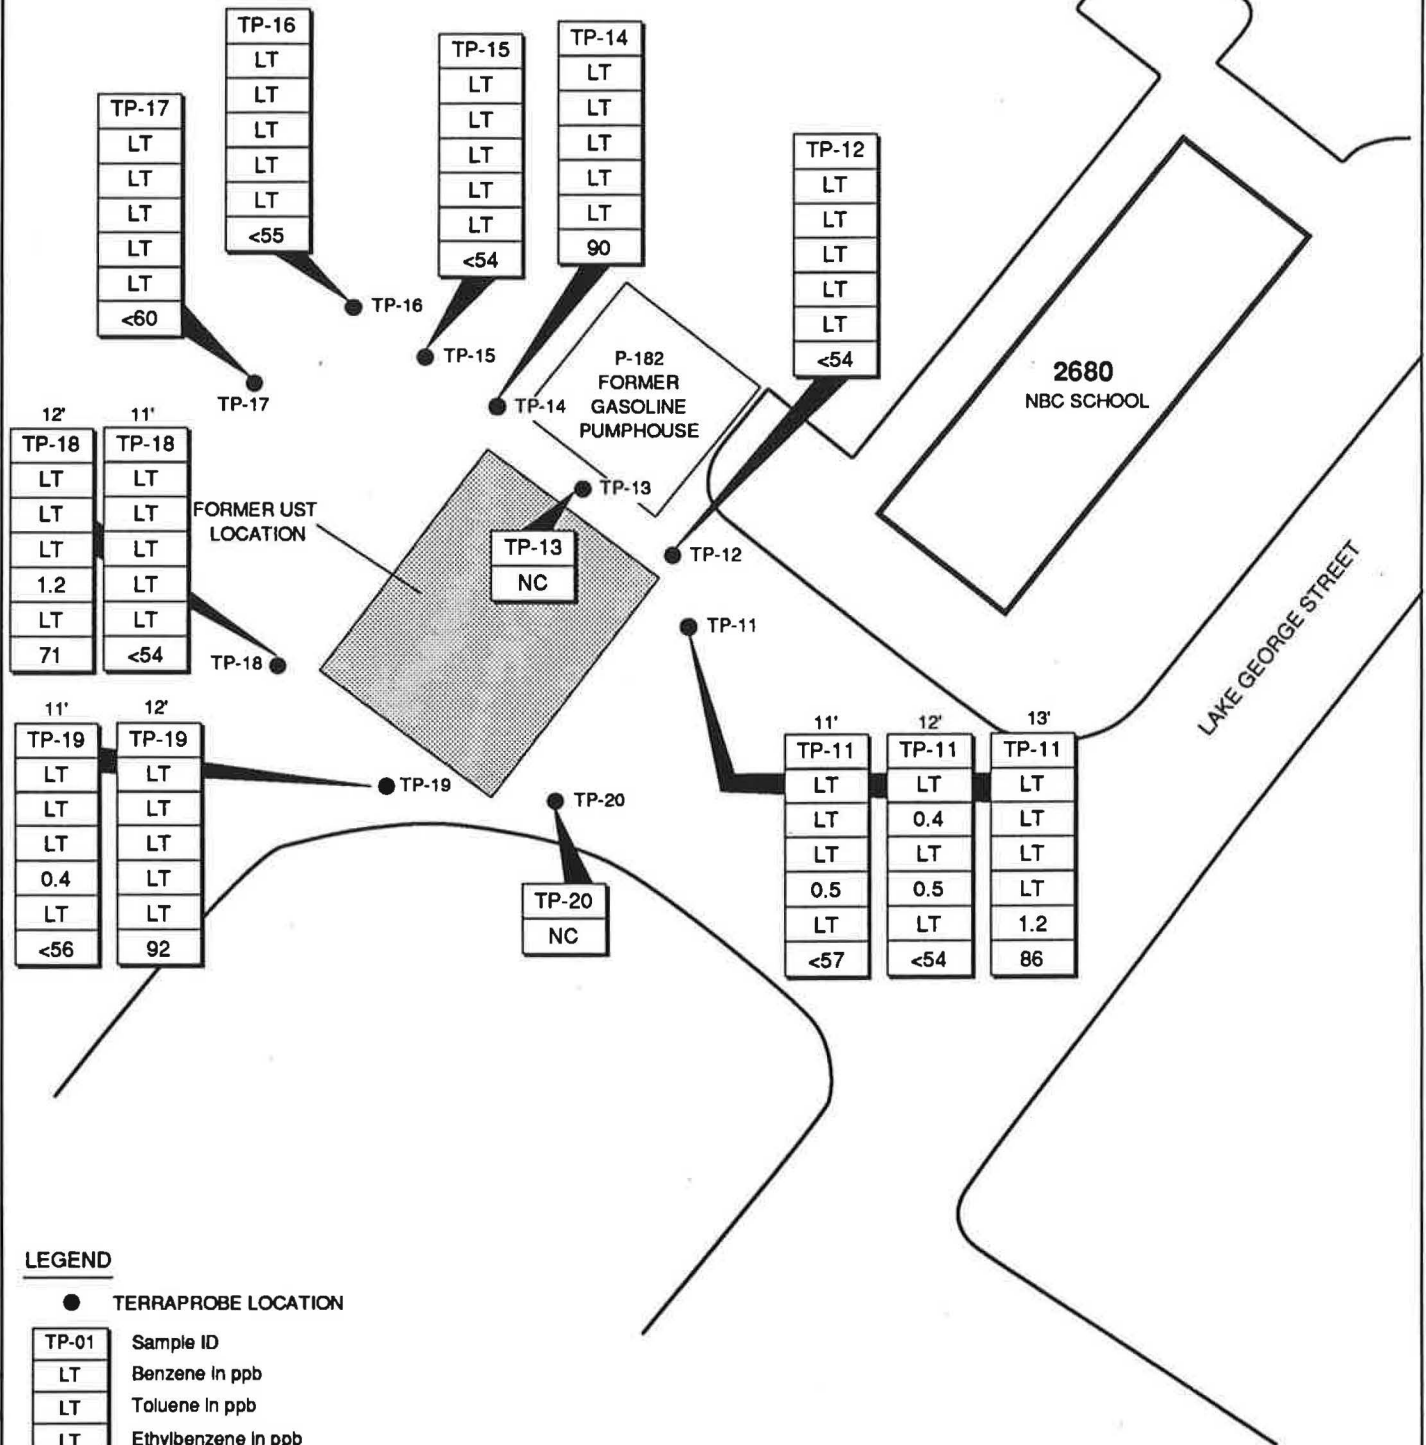 TP-16
LT
LT
LT
LT
LT
<55
TP-15
LT
LT
LT
LT
LT
<54
TP-14
LT
LT
LT
LT
LT
90
TP-17
LT
LT
LT
LT
LT
<60
TP-12
LT
LT
LT
LT
LT
<54
TP-16
TP-15
TP-17
TP-14
P-182
FORMER
GASOLINE
PUMPHOUSE
2680
NBC SCHOOL
12'
TP-18
LT
LT
LT
1.2
LT
71
11'
TP-18
LT
LT
LT
LT
LT
<54
FORMER UST
LOCATION
TP-13
TP-13
NC
TP-12
TP-11
TP-18
LAKE GEORGE STREET
11'
TP-19
LT
LT
LT
0.4
LT
<56
12'
TP-19
LT
LT
LT
LT
LT
92
TP-19
TP-20
TP-20
NC
11'
TP-11
LT
LT
LT
0.5
LT
<57
12'
TP-11
LT
0.4
LT
0.5
LT
<54
13'
TP-11
LT
LT
LT
LT
1.2
86
LEGEND
TERRAPROBE LOCATION
TP-01 Sample ID
LT Benzene in ppb
LT Toluene in ppb
LT Ethylbenzene in ppb